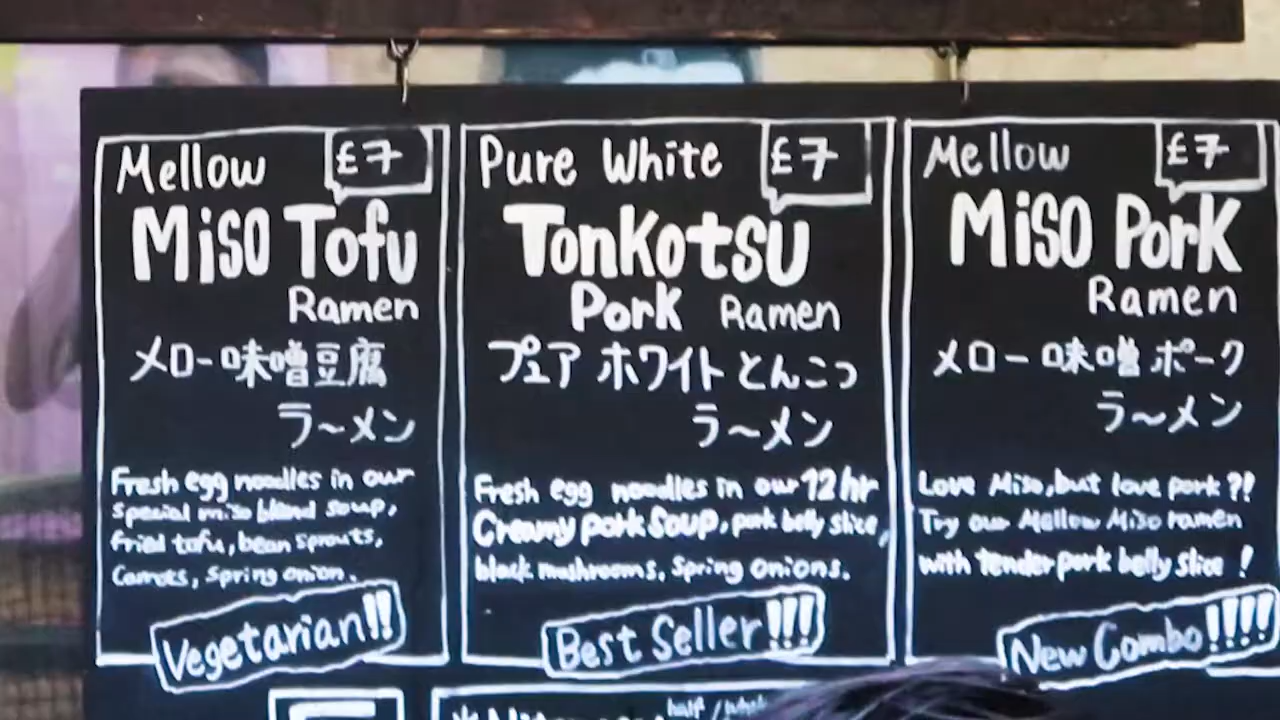 Mellow £7
Miso Tofu
Ramen
メロー味噌豆腐
ラ～メン
Fresh egg noodles in our
special miso blend soup,
fried tofu, bean sprouts,
Carrots, Spring onion.
Vegetarian!!
Pure White £7
Tonkotsu
Pork Ramen
プュア ホワイト とんこつ
ラ～メン
Fresh egg noodles in our 12hr
Creamy pork Soup, pork belly slice,
black mushrooms, Spring onions.
Best Seller!!!
Mellow £7
Miso Pork
Ramen
メロー味噌 ポーク
ラ～メン
Love Miso, but love pork?!
Try our Mellow Miso ramen
with tender pork belly slice!
New Combo!!!!
half / whole